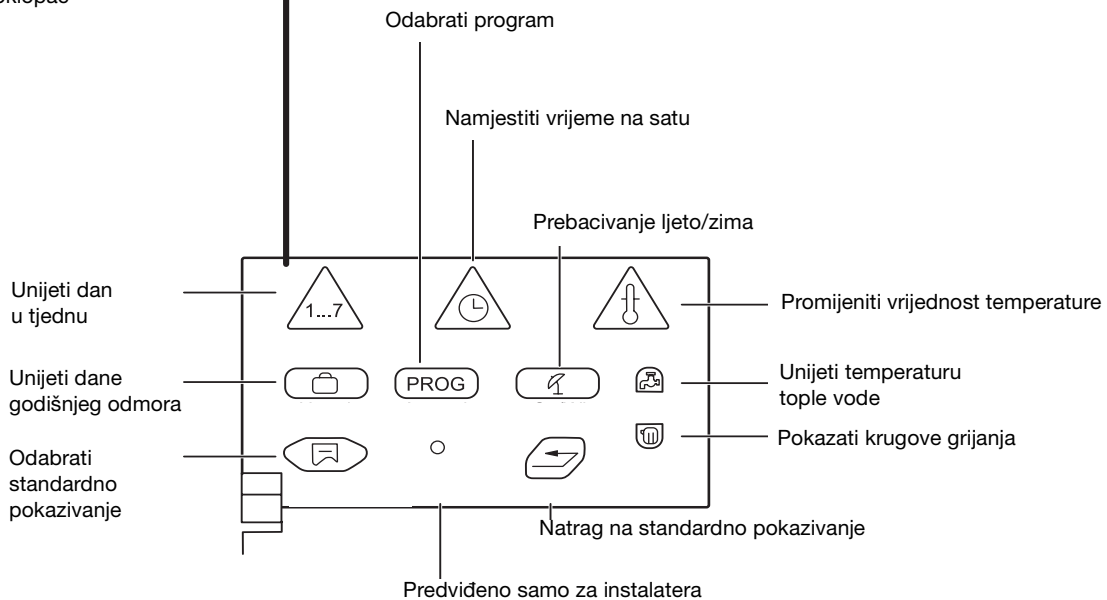 Odabrati program
Namjestiti vrijeme na satu
Prebacivanje ljeto/zima
Unijeti dan
u tjednu
1...7
Promijeniti vrijednost temperature
Unijeti dane
godišnjeg odmora
PROG
Unijeti temperaturu
tople vode
Pokazati krugove grijanja
Odabrati
standardno
pokazivanje
Natrag na standardno pokazivanje
Predviđeno samo za instalatera